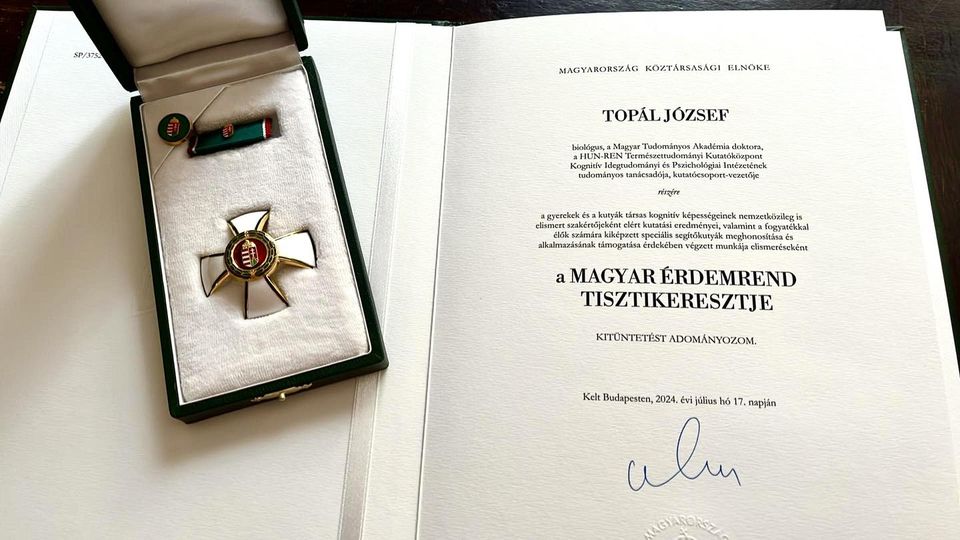 SP/375
MAGYARORSZÁG KÖZTÁRSASÁGI ELNÖKE
TOPÁL JÓZSEF
biológus, a Magyar Tudományos Akadémia doktora,
a HUN-REN Természettudományi Kutatóközpont
Kognitív Idegtudományi és Pszichológiai Intézetének
tudományos tanácsadója, kutatócsoport-vezetője
részére
a gyerekek és a kutyák társas kognitív képességeinek nemzetközileg is
elismert szakértőjeként elért kutatási eredményei, valamint a fogyatékkal
élők számára kiképzett speciális segítőkutyák meghonosítása és
alkalmazásának támogatása érdekében végzett munkája elismeréseként
a MAGYAR ÉRDEMREND
TISZTIKERESZTJE
KITÜNTETÉST ADOMÁNYOZOM.
Kelt Budapesten, 2024. évi július hó 17. napján
MAGYARORSZÁG